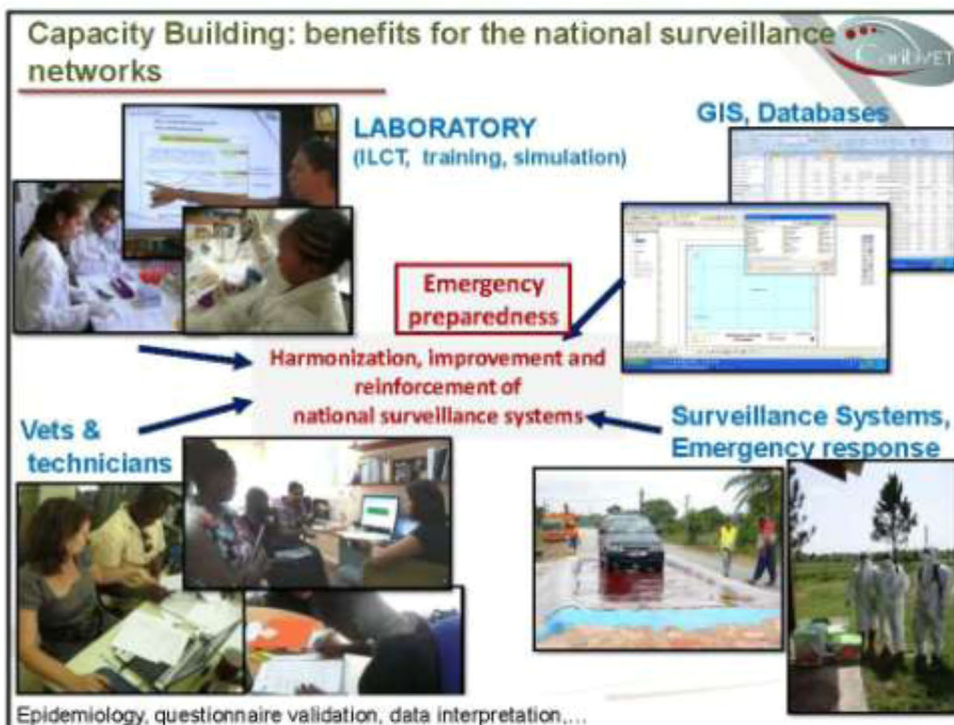 Capacity Building: benefits for the national surveillance
networks
CaribVET
LABORATORY
(ILCT, training, simulation)
GIS, Databases
Emergency
preparedness
Harmonization, improvement and
reinforcement of
national surveillance systems
Vets &
technicians
Surveillance Systems,
Emergency response
Epidemiology, questionnaire validation, data interpretation,...